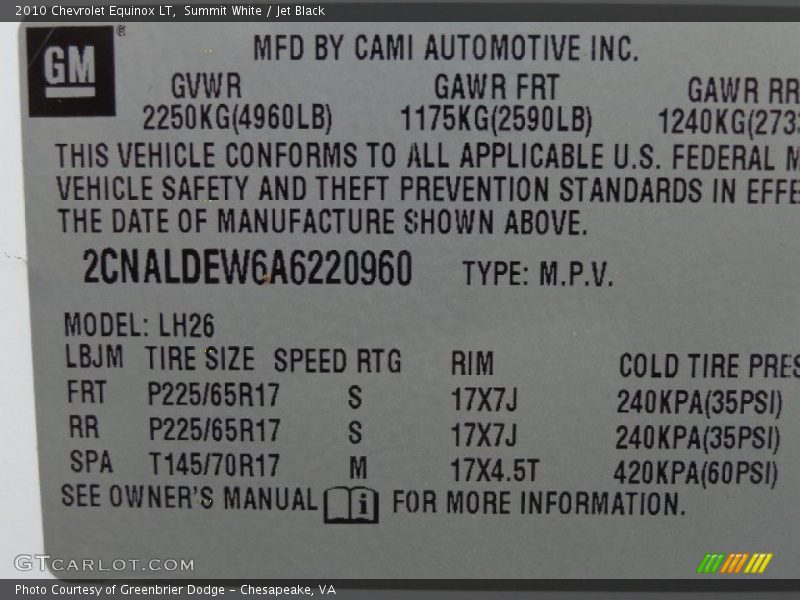 2010 Chevrolet Equinox LT, Summit White / Jet Black
GM ®
MFD BY CAMI AUTOMOTIVE INC.
GVWR GAWR FRT GAWR RR
2250KG(4960LB) 1175KG(2590LB) 1240KG(273
THIS VEHICLE CONFORMS TO ALL APPLICABLE U.S. FEDERAL M
VEHICLE SAFETY AND THEFT PREVENTION STANDARDS IN EFFE
THE DATE OF MANUFACTURE SHOWN ABOVE.
2CNALDEW6A6220960 TYPE: M.P.V.
MODEL: LH26
LBJM TIRE SIZE SPEED RTG RIM COLD TIRE PRES
FRT P225/65R17 S 17X7J 240KPA(35PSI)
RR P225/65R17 S 17X7J 240KPA(35PSI)
SPA T145/70R17 M 17X4.5T 420KPA(60PSI)
SEE OWNER'S MANUAL i FOR MORE INFORMATION.
GTCARLOT.COM
Photo Courtesy of Greenbrier Dodge - Chesapeake, VA